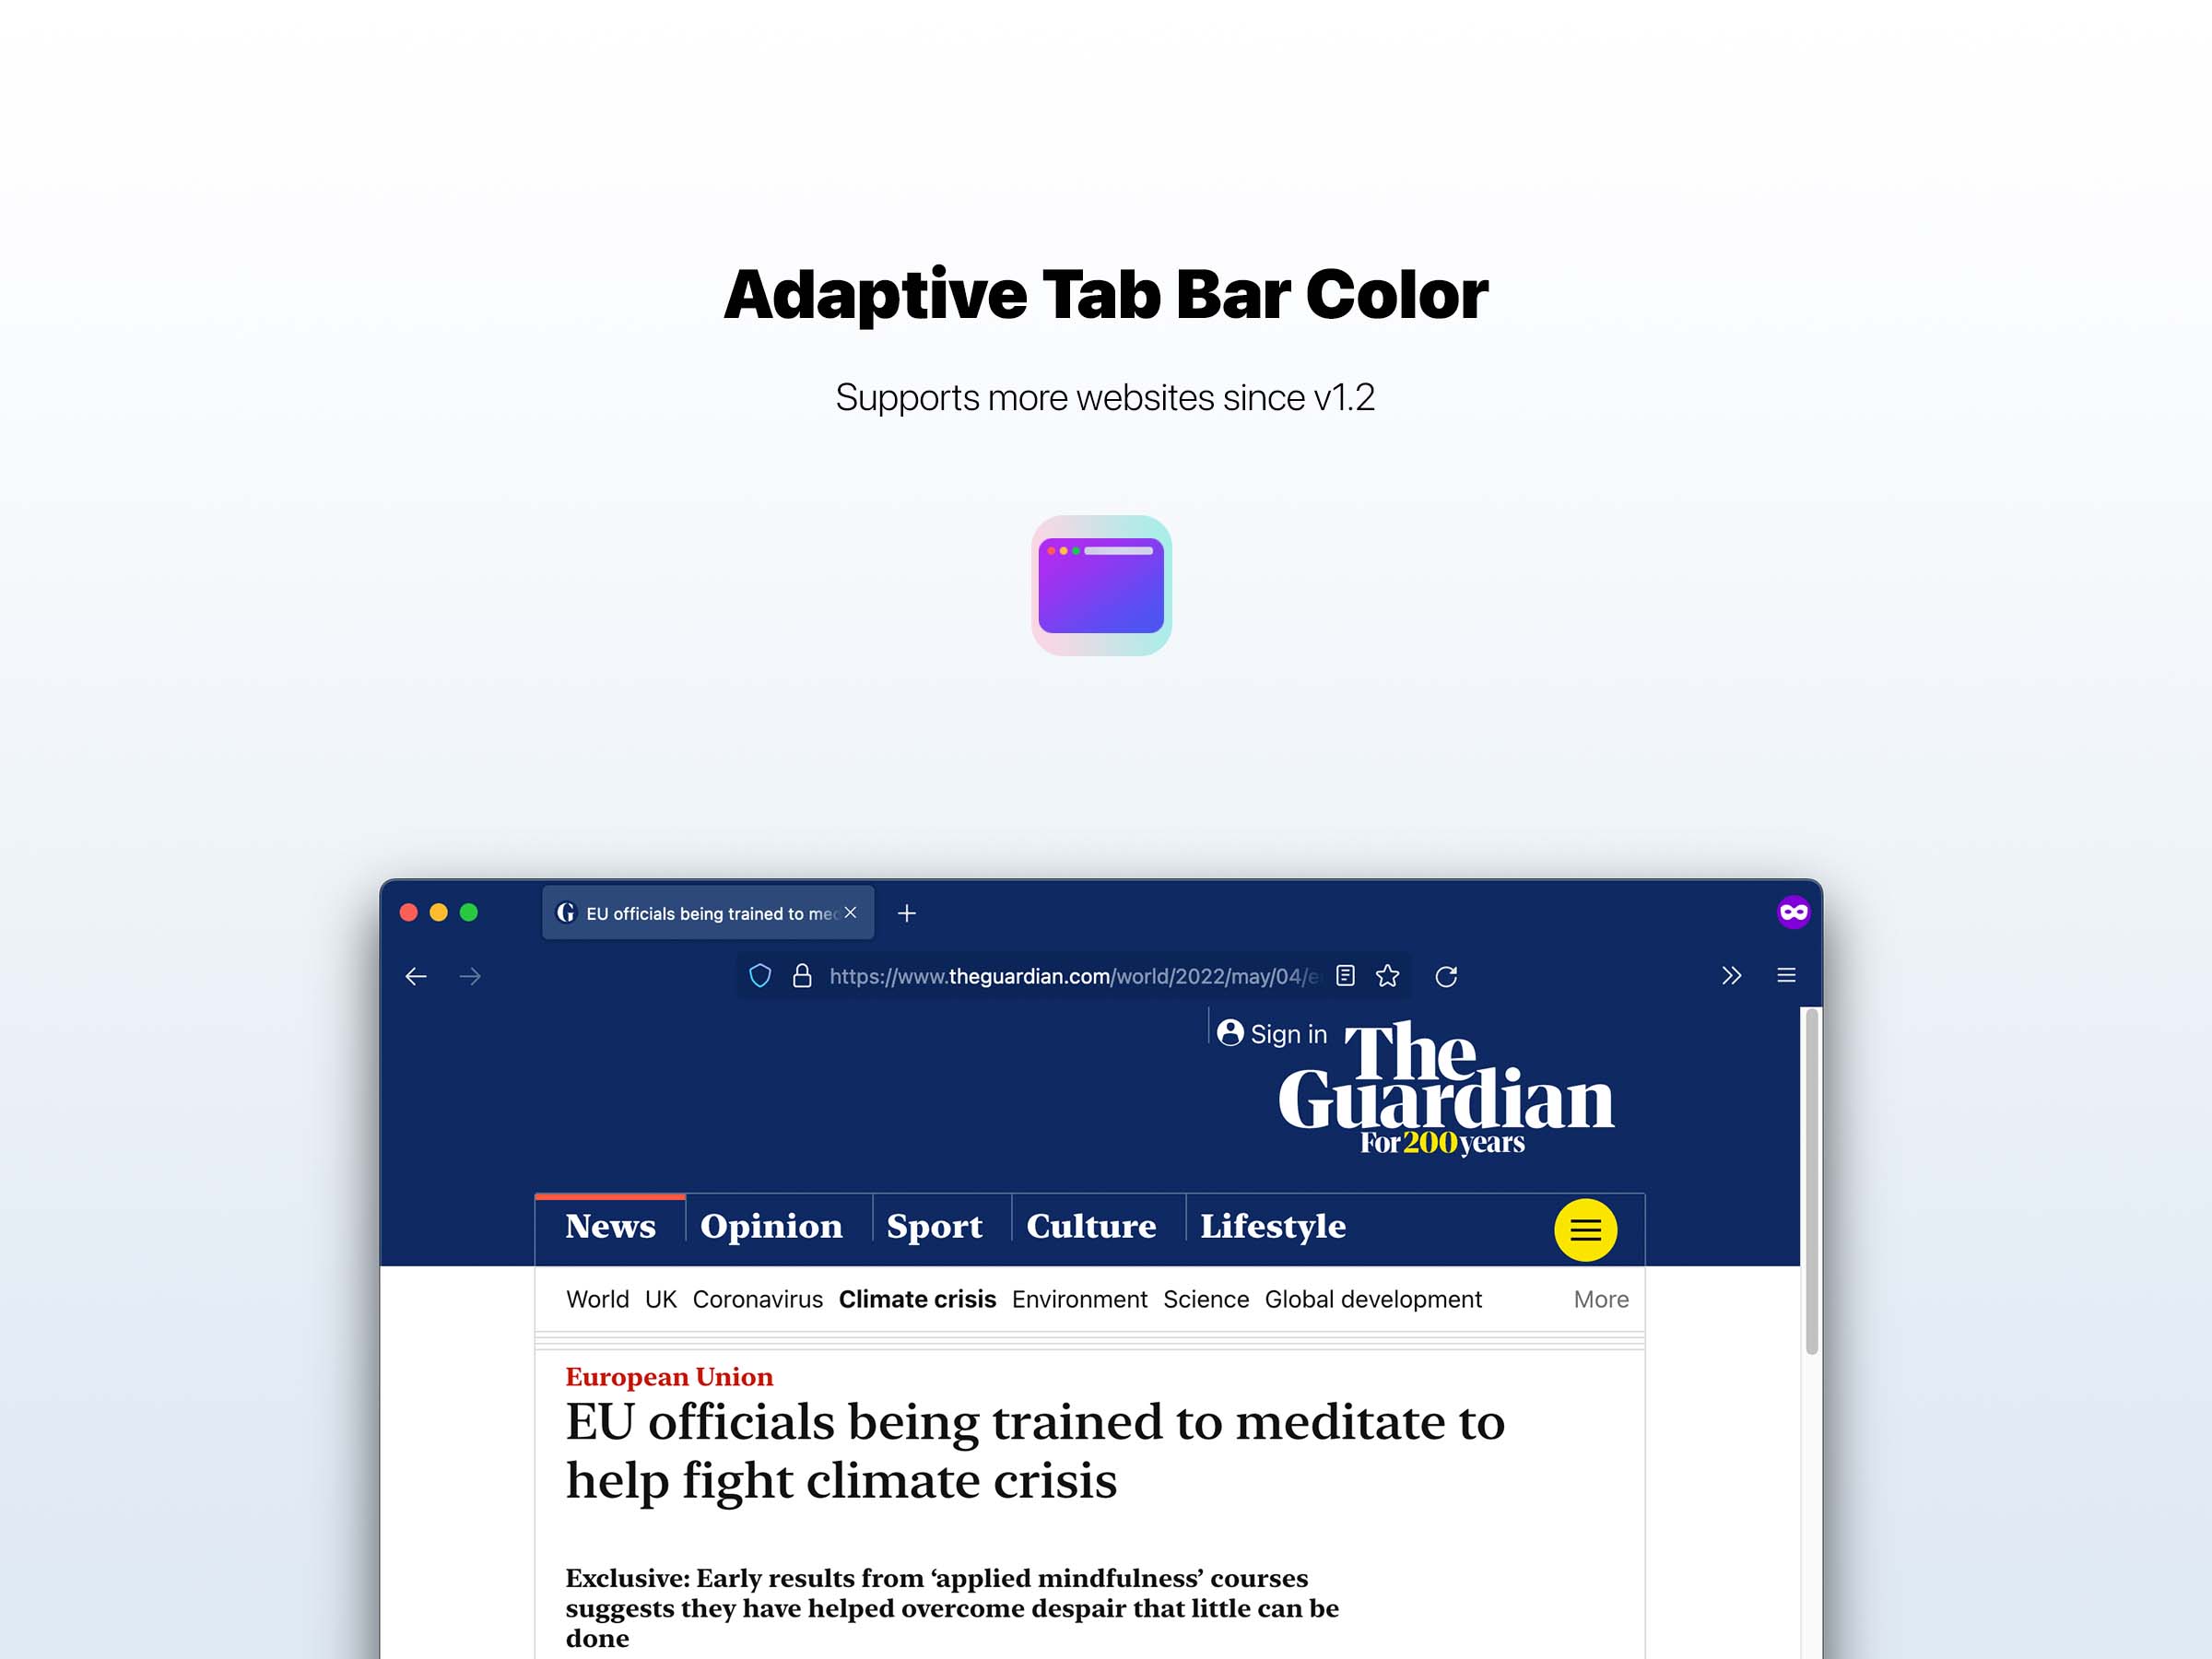 Adaptive Tab Bar Color
Supports more websites since v1.2
EU officials being trained to
https://www.theguardian.com/world/2022/may/04/
Sign in
The
Guardian
For 200 years
News Opinion Sport Culture Lifestyle
World UK Coronavirus Climate crisis Environment Science Global development More
European Union
EU officials being trained to meditate to
help fight climate crisis
Exclusive: Early results from ‘applied mindfulness’ courses
suggests they have helped overcome despair that little can be
done